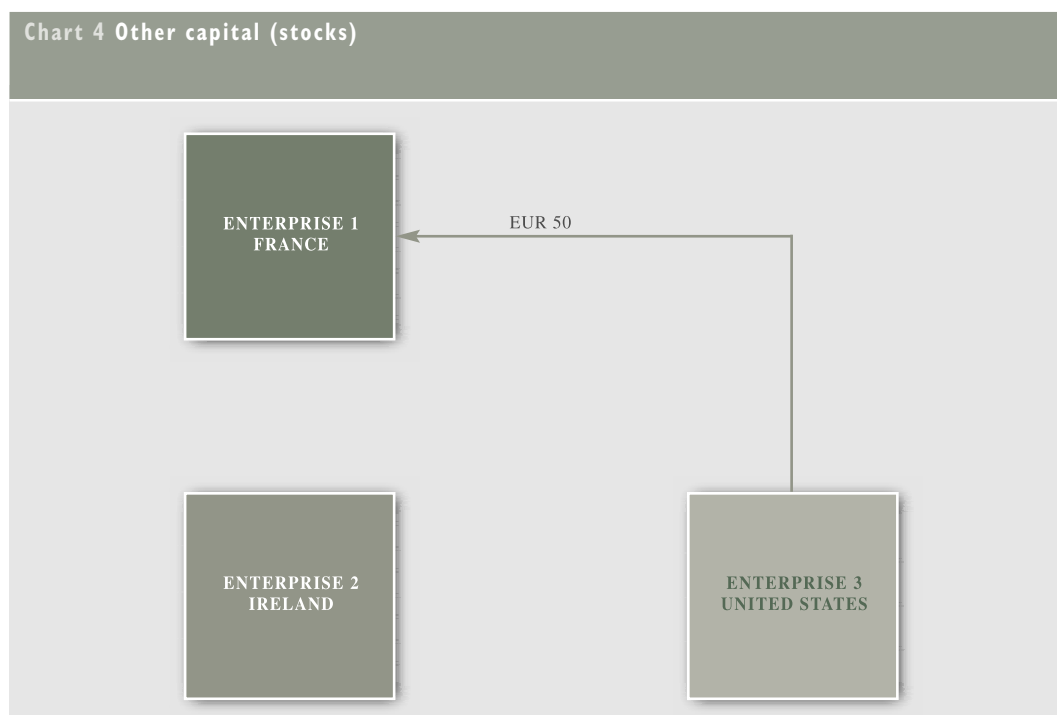 Chart 4 Other capital (stocks)
ENTERPRISE 1
FRANCE
EUR 50
ENTERPRISE 2
IRELAND
ENTERPRISE 3
UNITED STATES